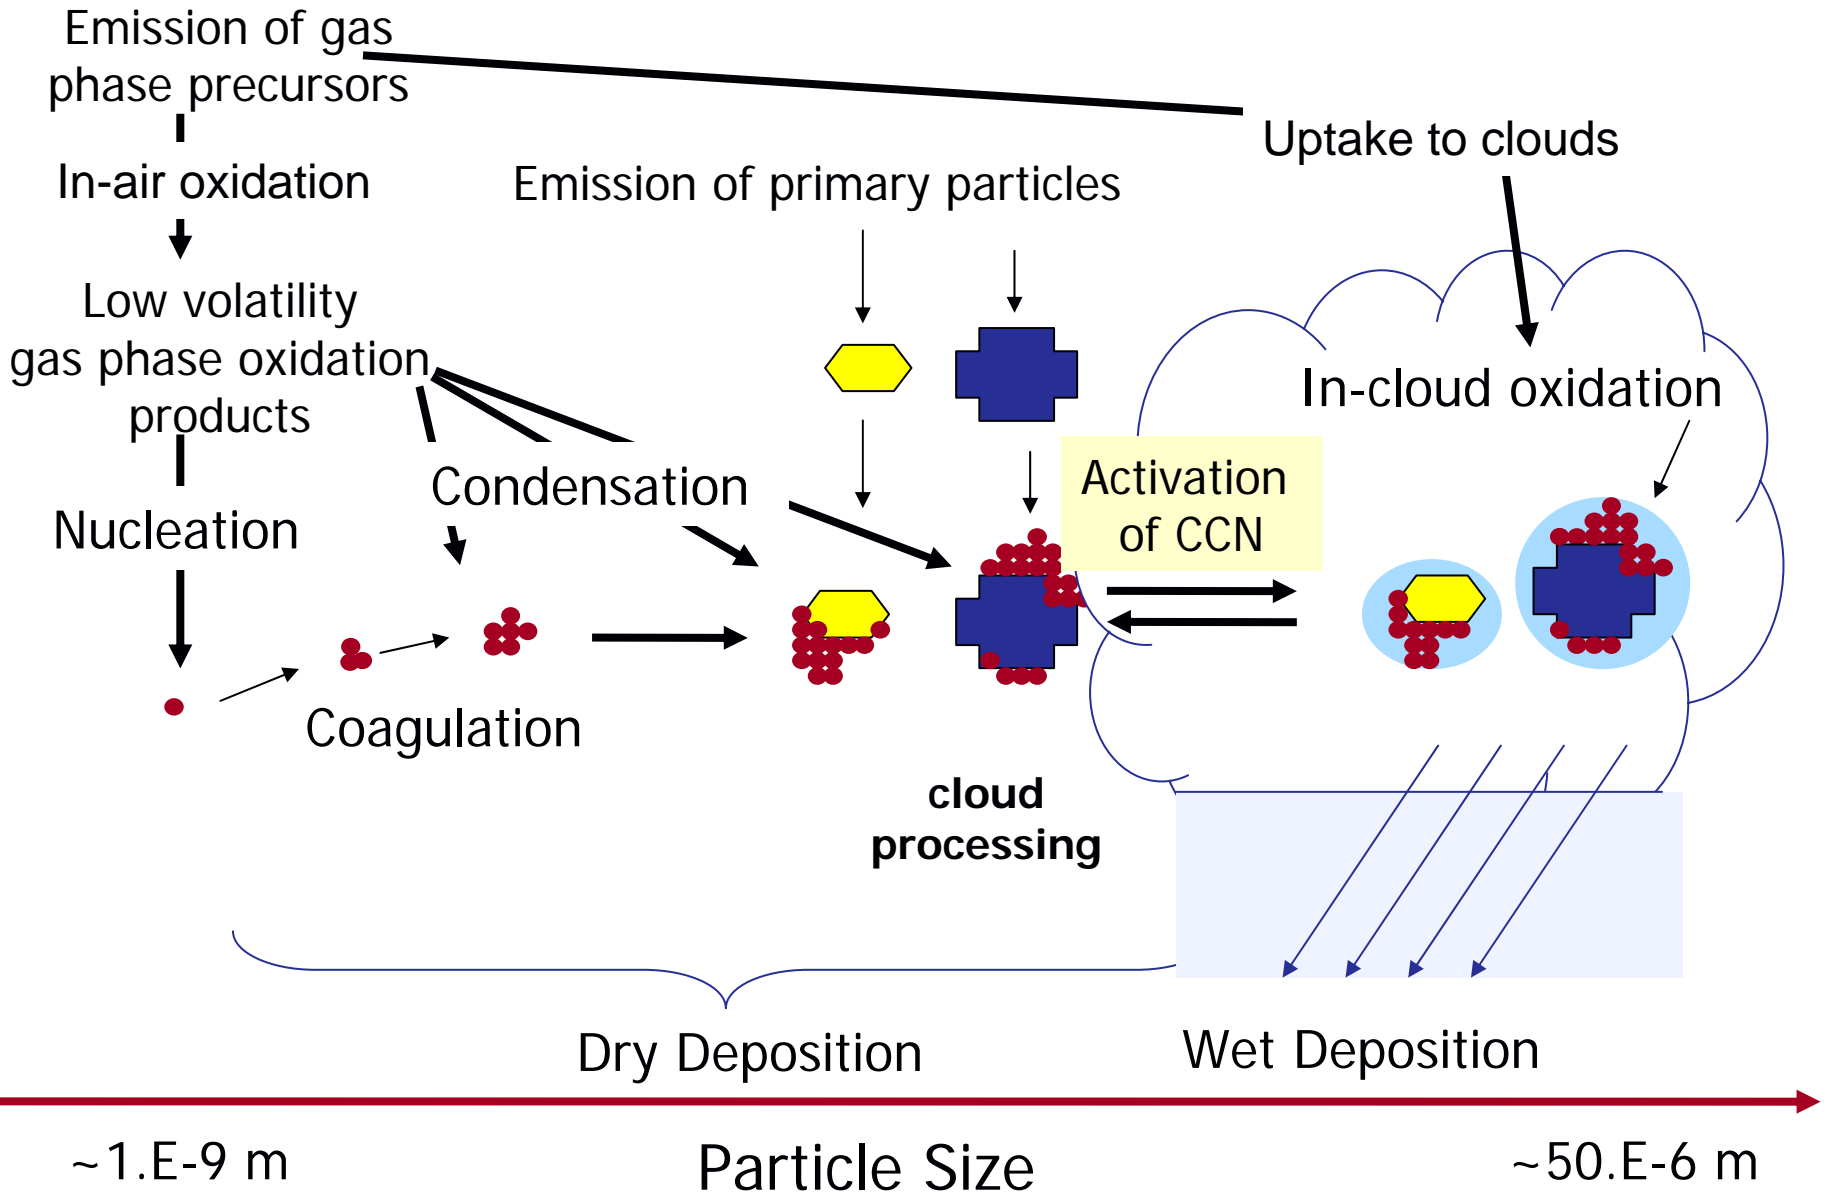 Emission of gas
phase precursors
Uptake to clouds
In-air oxidation
Emission of primary particles
Low volatility
gas phase oxidation
products
In-cloud oxidation
Condensation
Activation
of CCN
Nucleation
Coagulation
cloud
processing
Dry Deposition
Wet Deposition
~1.E-9 m
Particle Size
~50.E-6 m